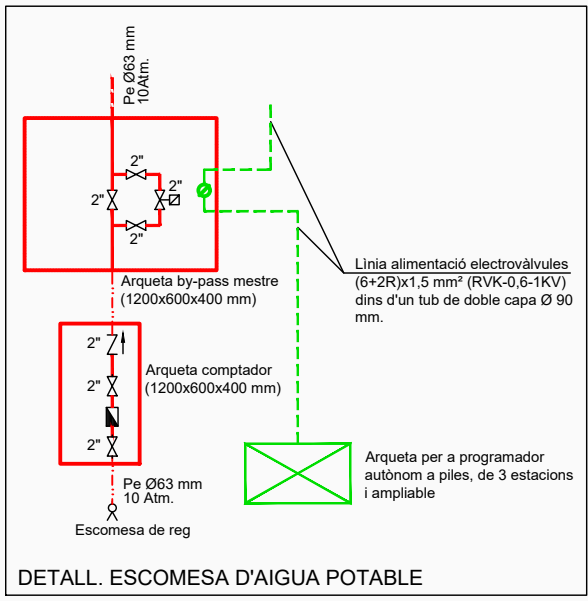 Pe Ø63 mm
10Atm.
2"
2"
2"
2"
Arqueta by-pass mestre
(1200x600x400 mm)
Lìnia alimentació electrovàlvules
(6+2R)x1,5 mm² (RVK-0,6-1KV)
dins d'un tub de doble capa Ø 90
mm.
2"
2"
2"
Arqueta comptador
(1200x600x400 mm)
Pe Ø63 mm
10 Atm.
Escomesa de reg
Arqueta per a programador
autònom a piles, de 3 estacions
i ampliable
DETALL. ESCOMESA D'AIGUA POTABLE